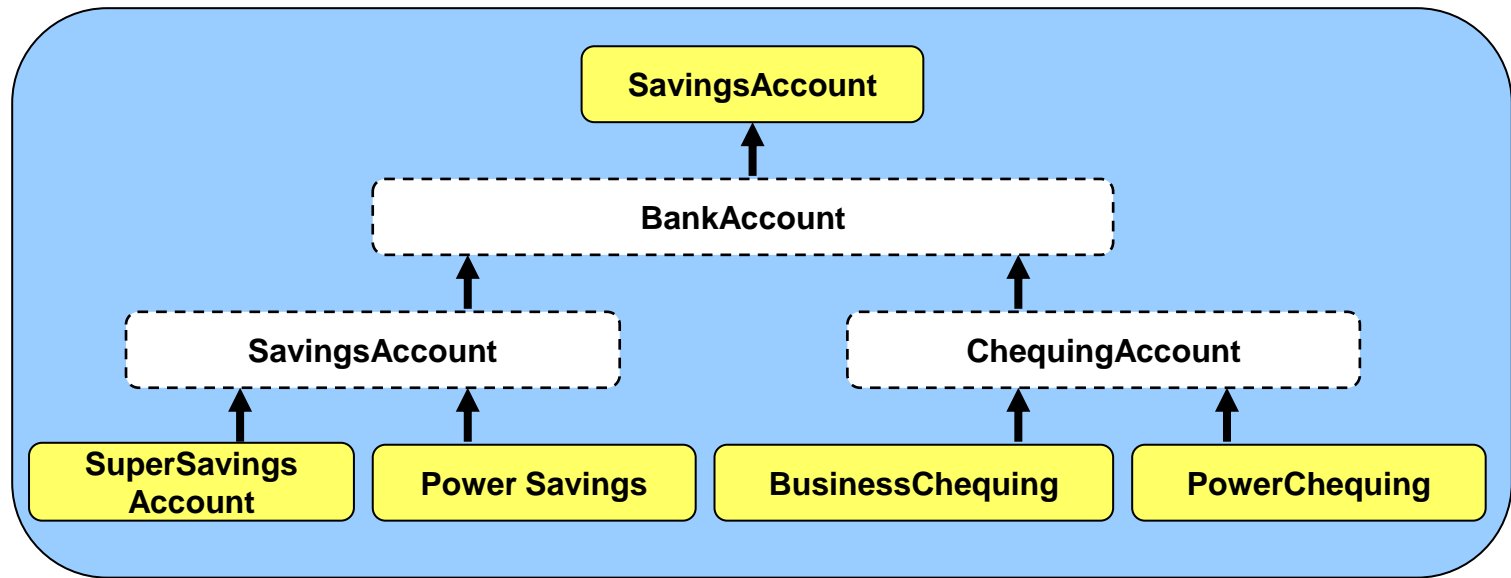 SavingsAccount
BankAccount
SavingsAccount
ChequingAccount
SuperSavings
Account
Power Savings
BusinessChequing
PowerChequing